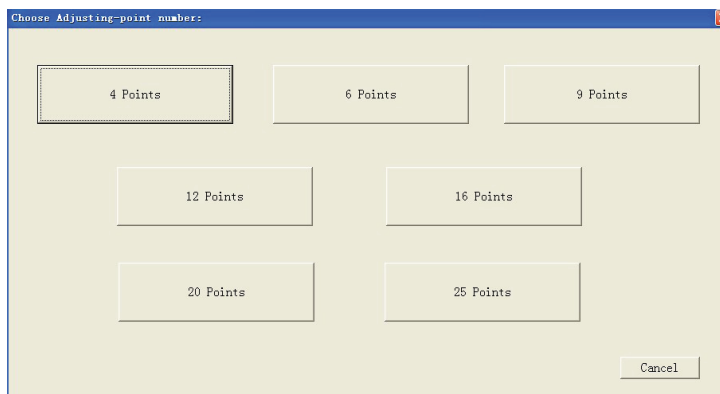 Choose Adjusting-point number:
4 Points
6 Points
9 Points
12 Points
16 Points
20 Points
25 Points
Cancel